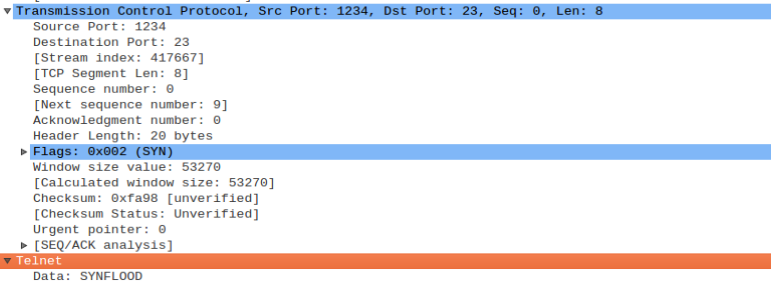 Transmission Control Protocol, Src Port: 1234, Dst Port: 23, Seq: 0, Len: 8
Source Port: 1234
Destination Port: 23
[Stream index: 417667]
[TCP Segment Len: 8]
Sequence number: 0
[Next sequence number: 9]
Acknowledgment number: 0
Header Length: 20 bytes
Flags: 0x002 (SYN)
Window size value: 53270
[Calculated window size: 53270]
Checksum: 0xfa98 [unverified]
[Checksum Status: Unverified]
Urgent pointer: 0
[SEQ/ACK analysis]
Telnet
Data: SYNFLOOD